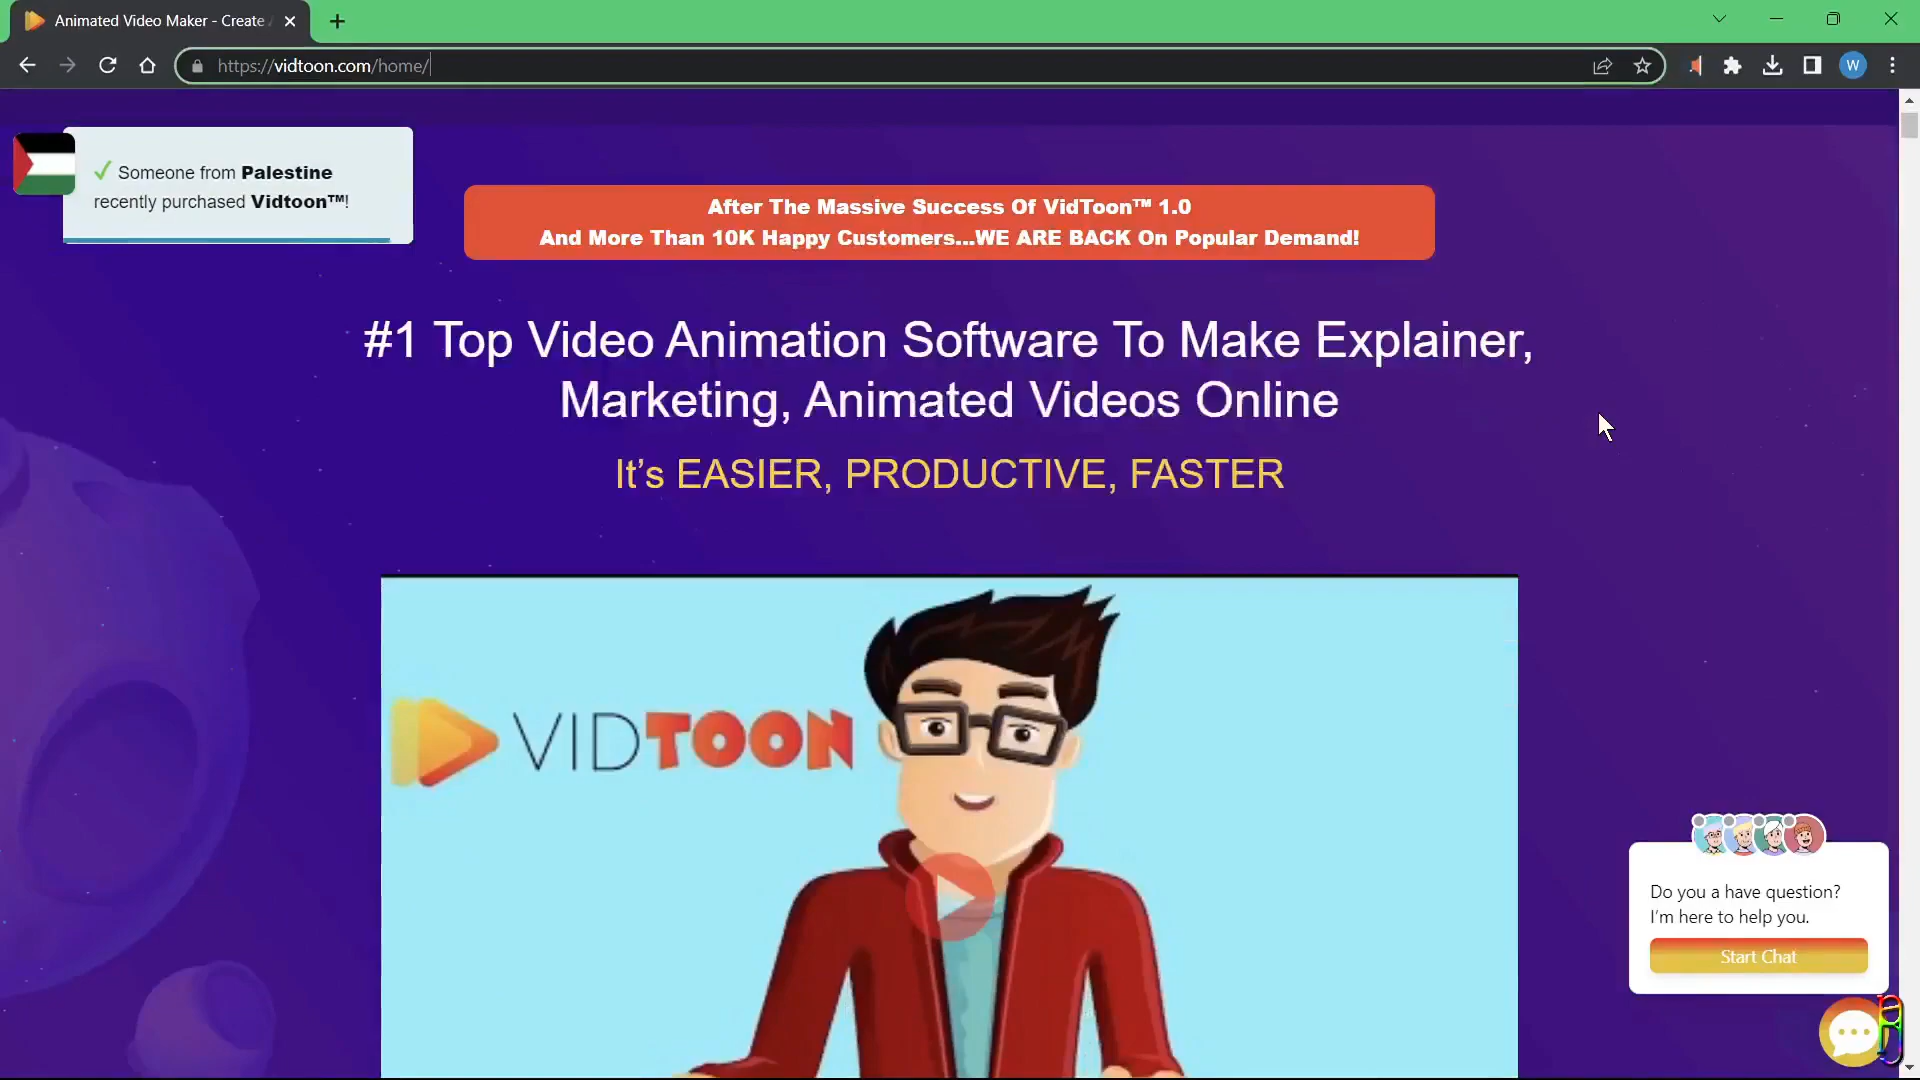 Animated Video Maker - Create
https://vidtoon.com/home/
W
✓ Someone from Palestine
recently purchased Vidtoon™!
After The Massive Success Of VidToon™ 1.0
And More Than 10K Happy Customers...WE ARE BACK On Popular Demand!
#1 Top Video Animation Software To Make Explainer,
Marketing, Animated Videos Online
It's EASIER, PRODUCTIVE, FASTER
VIDTOON
Do you a have question?
I'm here to help you.
Start Chat